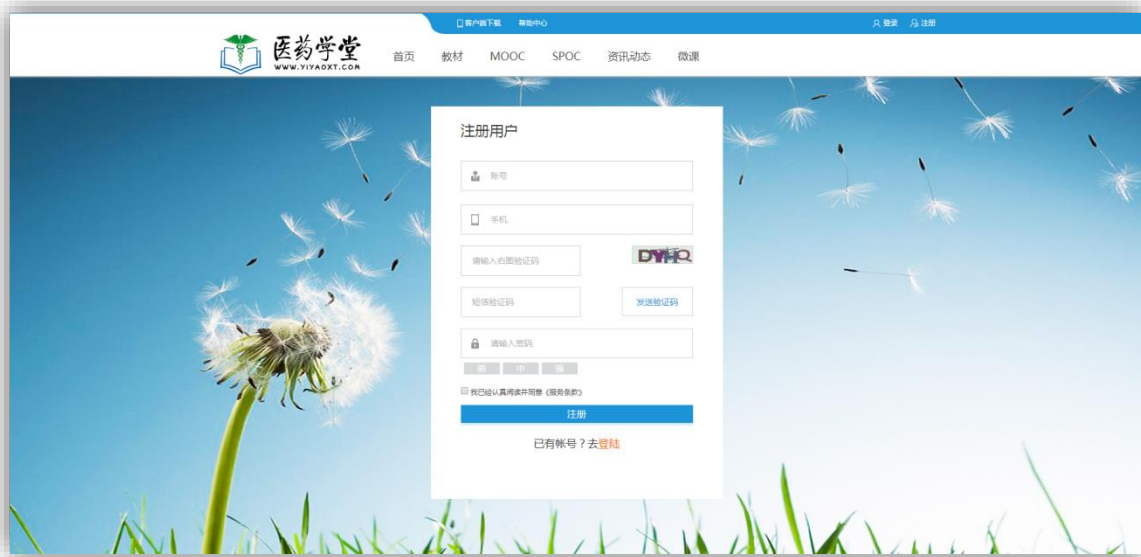 客户端下载 帮助中心 登录 注册
医药学堂
WWW.YIYAOXT.COM
首页 教材 MOOC SPOC 资讯动态 微课
注册用户
账号
手机
请输入右图验证码 DYHQ
短信验证码 发送验证码
请输入密码
弱 中 强
我已经认真阅读并同意《服务条款》
注册
已有帐号？去登陆